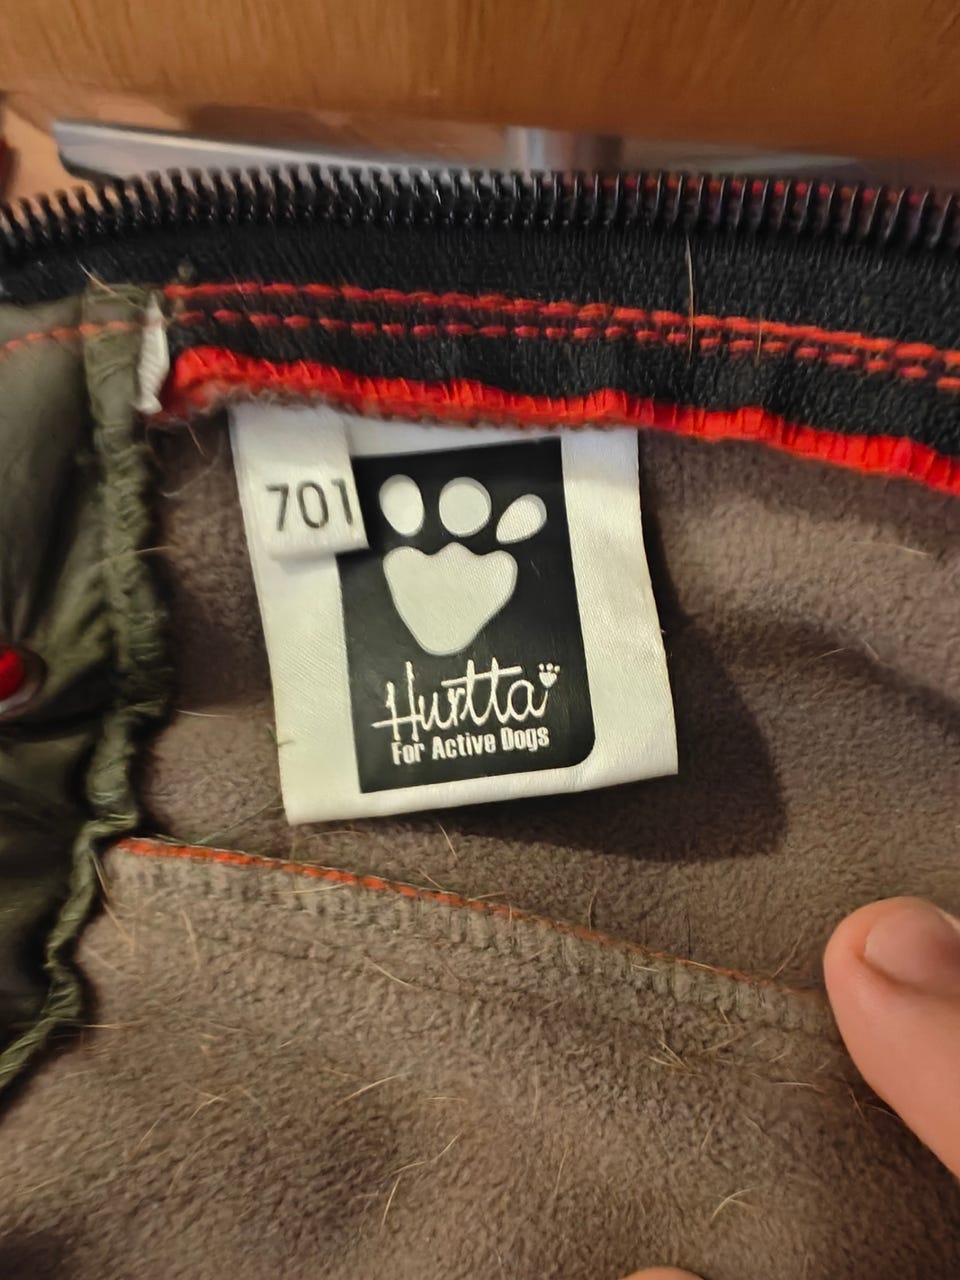 701
Hurtta
For Active Dogs